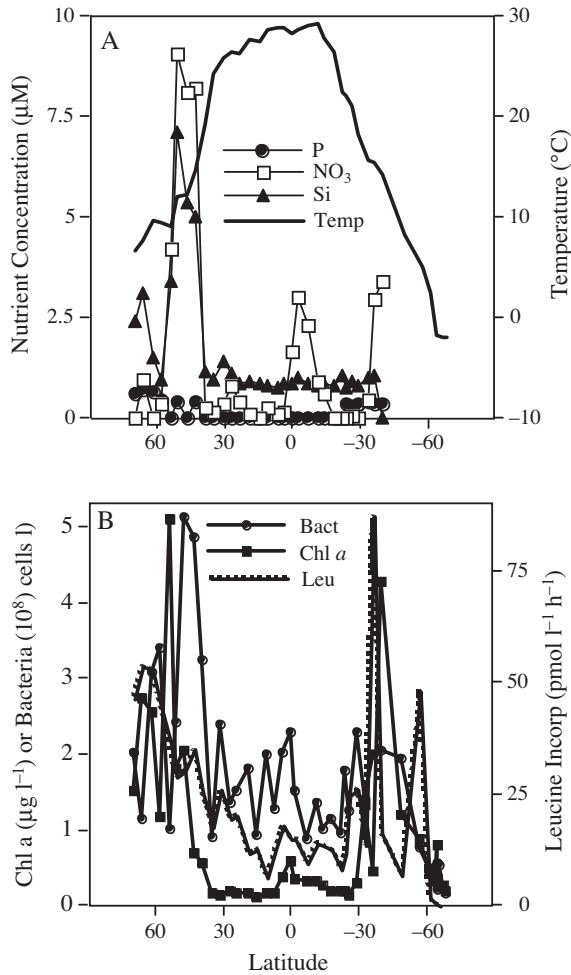 A
Nutrient Concentration (μM)
10
7.5
5
2.5
0
P
NO3
Si
Temp
30
20
10
0
–10
Temperature (°C)
60
30
0
–30
–60
B
Chl a (μg l–1) or Bacteria (10^8) cells l)
5
4
3
2
1
0
Bact
Chl a
Leu
75
50
25
0
Leucine Incorp (pmol l–1 h–1)
60
30
0
–30
–60
Latitude